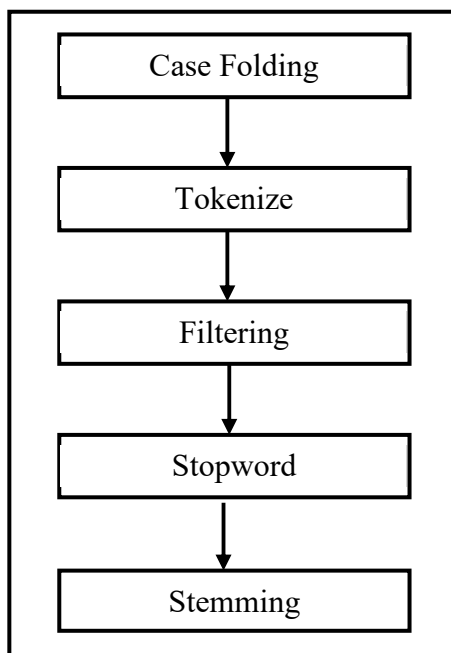 Case Folding
Tokenize
Filtering
Stopword
Stemming